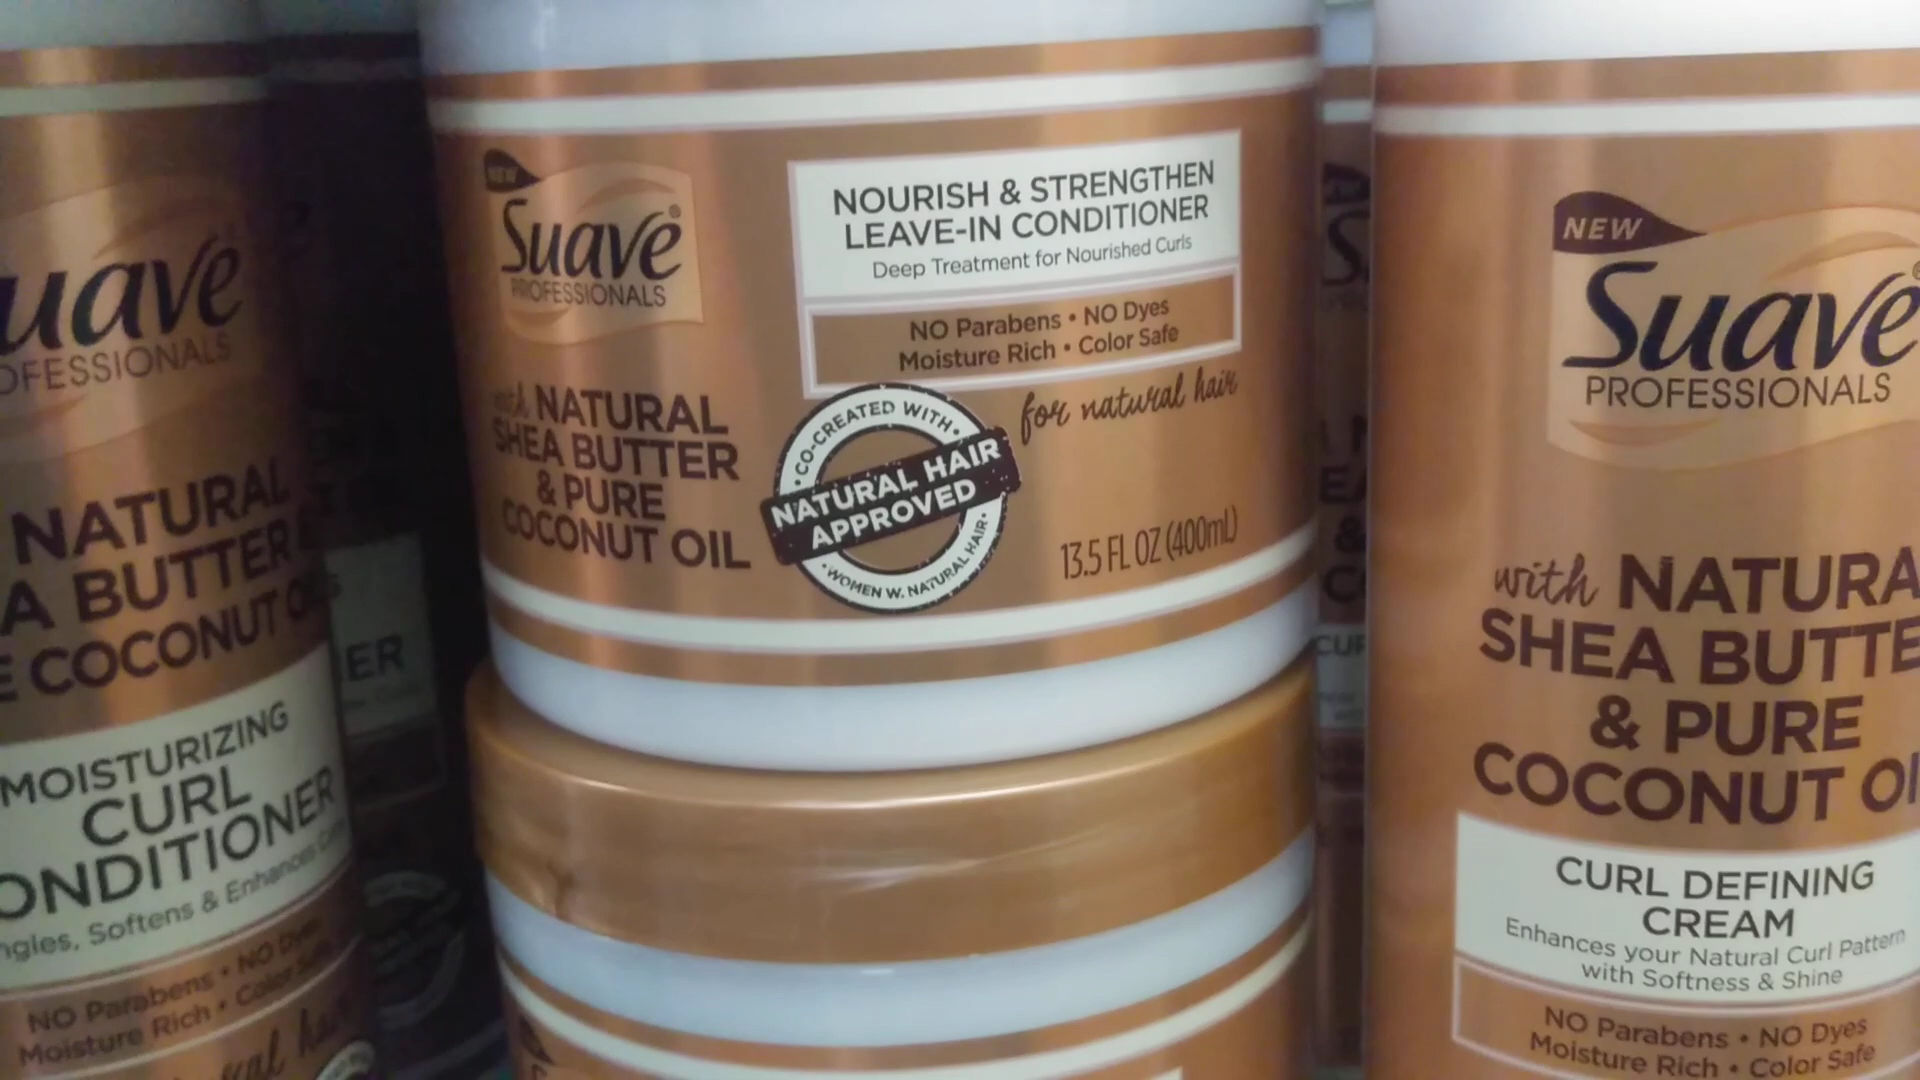 uave
OFESSIONALS
NATURAL
A BUTTER
COCONUT
MOISTURIZING
CURL
ONDITIONER
ngles, Softens & Enhances
NO Parabens • NO Dyes
Moisture Rich • Color Safe
ER
NEW
Suave®
PROFESSIONALS
with NATURAL
SHEA BUTTER
& PURE
COCONUT OIL
NOURISH & STRENGTHEN
LEAVE-IN CONDITIONER
Deep Treatment for Nourished Curls
NO Parabens • NO Dyes
Moisture Rich • Color Safe
for natural hair
• CO-CREATED WITH •
NATURAL HAIR
APPROVED
• WOMEN W. NATURAL HAIR •
13.5 FL OZ (400mL)
NEW
Suave
PROFESSIONALS
with NATURA
SHEA BUTTE
& PURE
COCONUT OI
CURL DEFINING
CREAM
Enhances your Natural Curl Pattern
with Softness & Shine
NO Parabens • NO Dyes
Moisture Rich • Color Safe